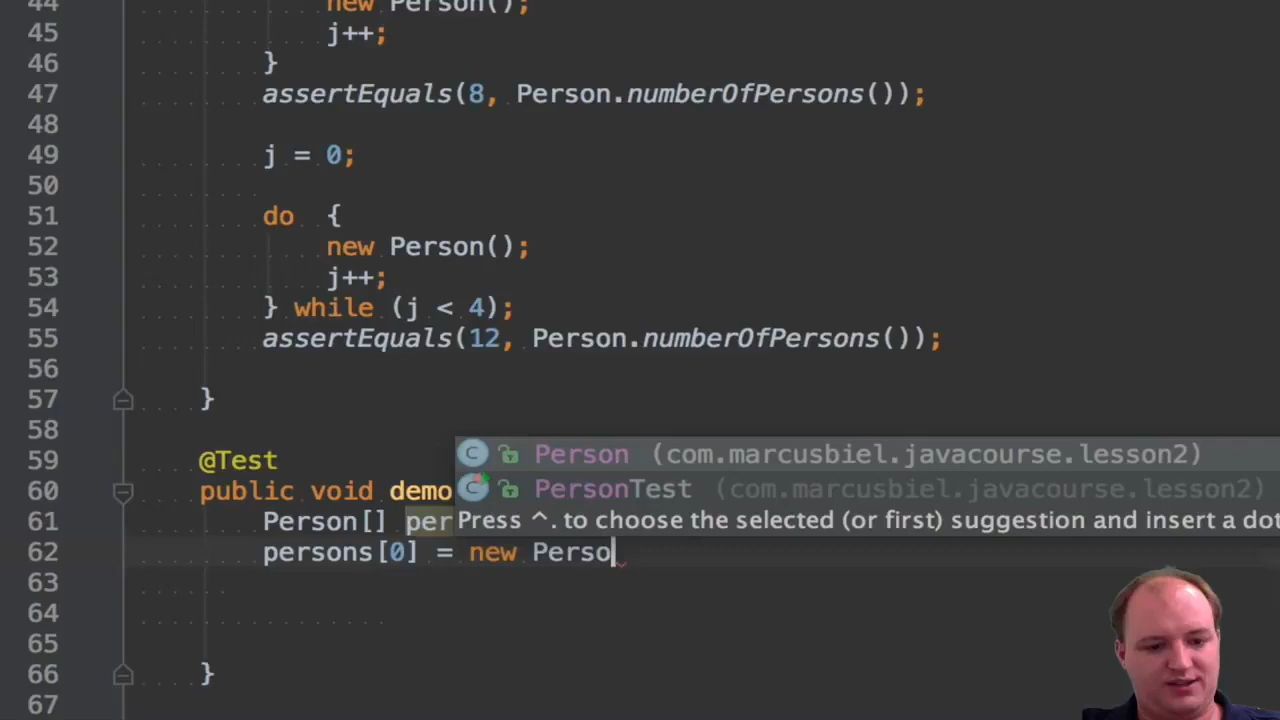 44 new Person();
45 j++;
46 }
47 assertEquals(8, Person.numberOfPersons());
48
49 j = 0;
50
51 do {
52 new Person();
53 j++;
54 } while (j < 4);
55 assertEquals(12, Person.numberOfPersons());
56
57 }
58
59 @Test
Person (com.marcusbiel.javacourse.lesson2)
60 public void demo
PersonTest (com.marcusbiel.javacourse.lesson2)
61 Person[] per
Press ^. to choose the selected (or first) suggestion and insert a dot
62 persons[0] = new Perso
63
64
65
66 }
67